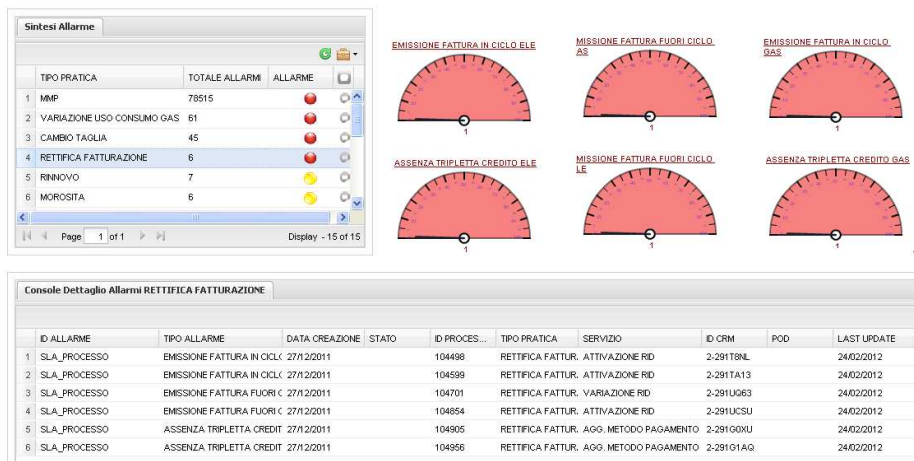 Sintesi Allarme
TIPO PRATICA TOTALE ALLARMI ALLARME
1 MMP 78515
2 VARIAZIONE USO CONSUMO GAS 61
3 CAMBIO TAGLIA 45
4 RETTIFICA FATTURAZIONE 6
5 RINNOVO 7
6 MOROSITA 6
Page 1 of 1 Display - 15 of 15
EMISSIONE FATTURA IN CICLO ELE
1
MISSIONE FATTURA FUORI CICLO
AS
1
EMISSIONE FATTURA IN CICLO
GAS
1
ASSENZA TRIPLETTA CREDITO ELE
1
MISSIONE FATTURA FUORI CICLO
LE
1
ASSENZA TRIPLETTA CREDITO GAS
1
Console Dettaglio Allarmi RETTIFICA FATTURAZIONE
ID ALLARME TIPO ALLARME DATA CREAZIONE STATO ID PROCES... TIPO PRATICA SERVIZIO ID CRM POD LAST UPDATE
1 SLA_PROCESSO EMISSIONE FATTURA IN CICL 27/12/2011 104498 RETTIFICA FATTUR. ATTIVAZIONE RID 2-291T8NL 24/02/2012
2 SLA_PROCESSO EMISSIONE FATTURA IN CICL 27/12/2011 104599 RETTIFICA FATTUR. ATTIVAZIONE RID 2-291TA13 24/02/2012
3 SLA_PROCESSO EMISSIONE FATTURA FUORI 27/12/2011 104701 RETTIFICA FATTUR. VARIAZIONE RID 2-291UQ63 24/02/2012
4 SLA_PROCESSO EMISSIONE FATTURA FUORI 27/12/2011 104854 RETTIFICA FATTUR. ATTIVAZIONE RID 2-291UCSU 24/02/2012
5 SLA_PROCESSO ASSENZA TRIPLETTA CREDIT 27/12/2011 104905 RETTIFICA FATTUR. AGG. METODO PAGAMENTO 2-291G0XU 24/02/2012
6 SLA_PROCESSO ASSENZA TRIPLETTA CREDIT 27/12/2011 104956 RETTIFICA FATTUR. AGG. METODO PAGAMENTO 2-291G1AQ 24/02/2012